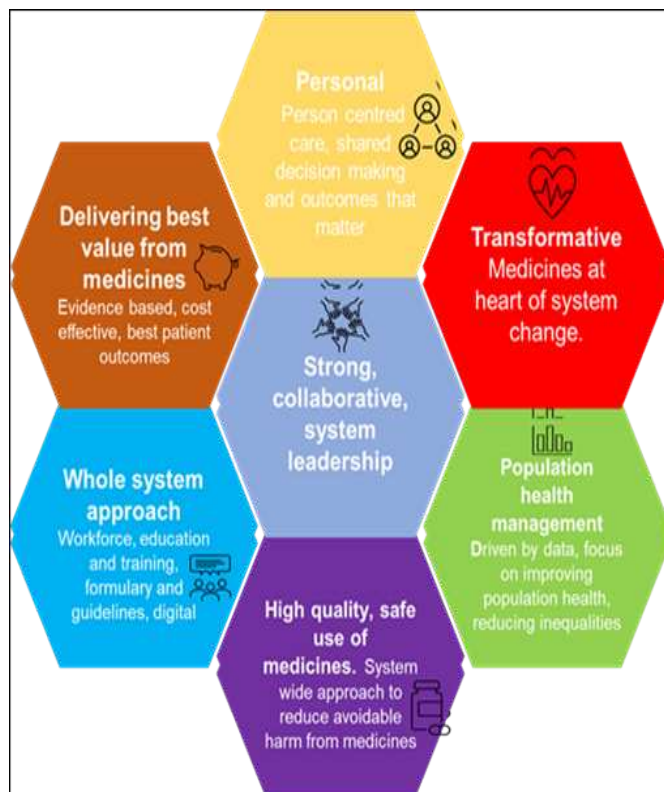 Personal
Person centred
care, shared
decision making
and outcomes that
matter
Delivering best
value from
medicines
Evidence based, cost
effective, best patient
outcomes
Transformative
Medicines at
heart of system
change.
Strong,
collaborative,
system
leadership
Whole system
approach
Workforce, education
and training,
formulary and
guidelines, digital
Population
health
management
Driven by data, focus
on improving
population health,
reducing inequalities
High quality, safe
use of
medicines. System
wide approach to
reduce avoidable
harm from medicines